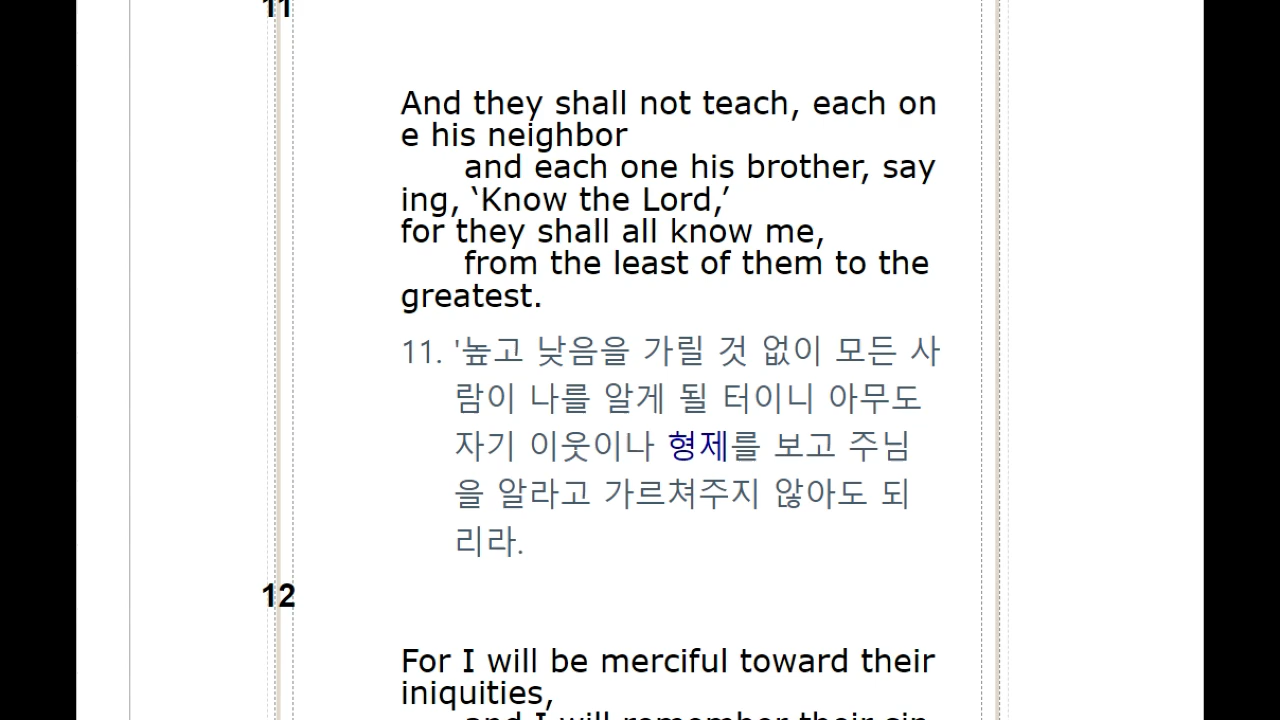 11
And they shall not teach, each on
e his neighbor
and each one his brother, say
ing, ‘Know the Lord,’
for they shall all know me,
from the least of them to the
greatest.
11. '높고 낮음을 가릴 것 없이 모든 사
람이 나를 알게 될 터이니 아무도
자기 이웃이나 형제를 보고 주님
을 알라고 가르쳐주지 않아도 되
리라.
12
For I will be merciful toward their
iniquities,
and I will remember their sin